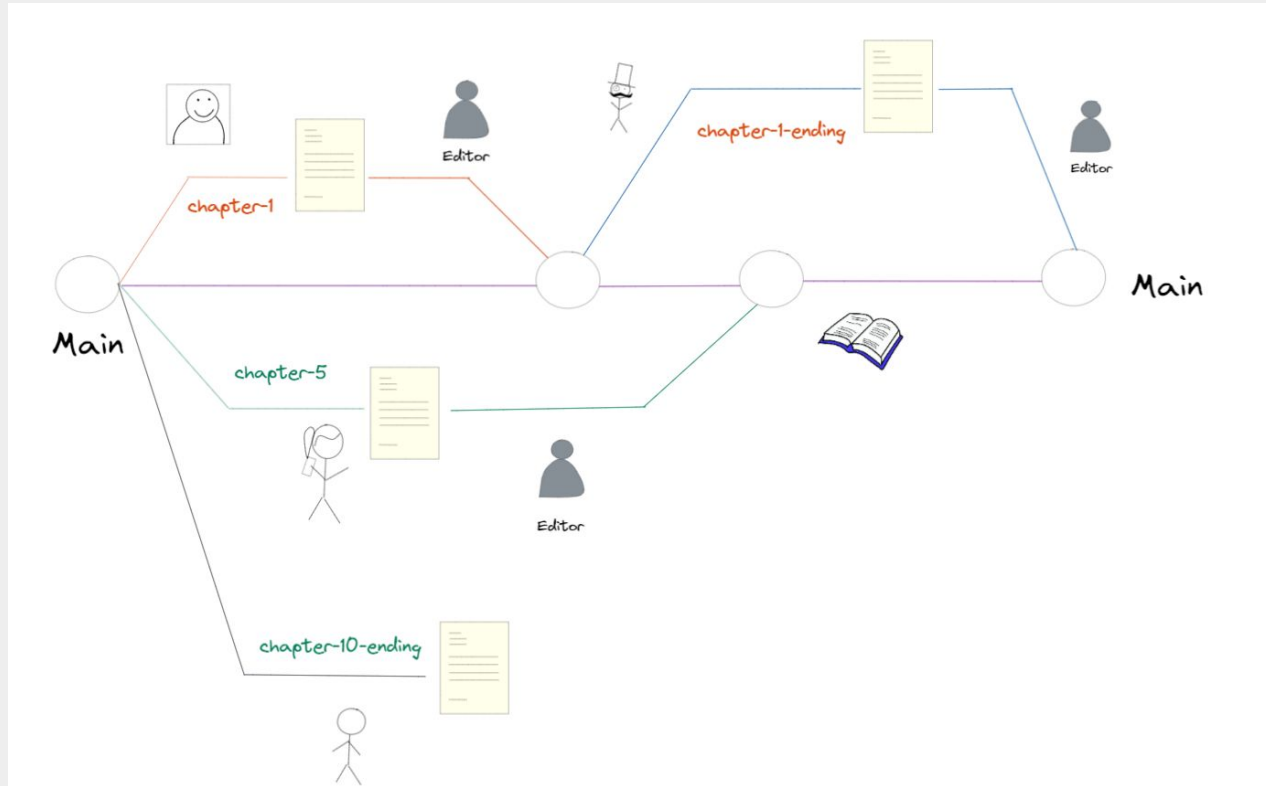 Editor
chapter-1-ending
Editor
chapter-1
Main
Main
chapter-5
Editor
chapter-10-ending